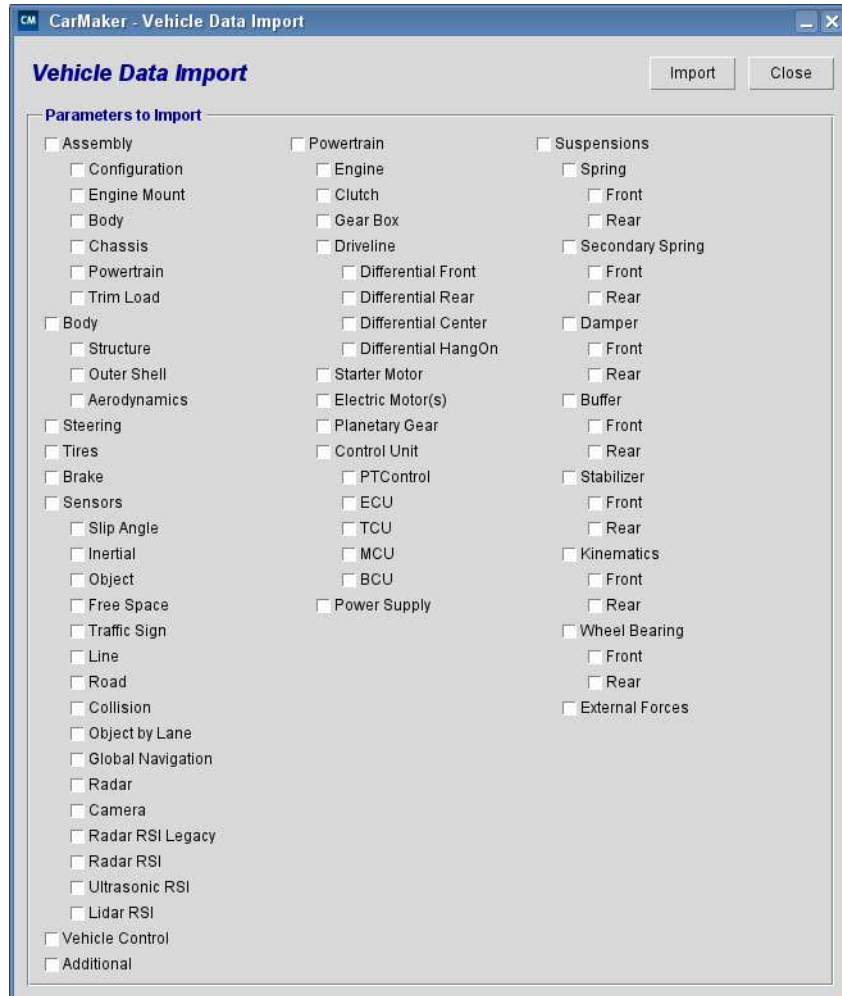 CM CarMaker - Vehicle Data Import
Vehicle Data Import
Import
Close
Parameters to Import
Assembly
Configuration
Engine Mount
Body
Chassis
Powertrain
Trim Load
Body
Structure
Outer Shell
Aerodynamics
Steering
Tires
Brake
Sensors
Slip Angle
Inertial
Object
Free Space
Traffic Sign
Line
Road
Collision
Object by Lane
Global Navigation
Radar
Camera
Radar RSI Legacy
Radar RSI
Ultrasonic RSI
Lidar RSI
Vehicle Control
Additional
Powertrain
Engine
Clutch
Gear Box
Driveline
Differential Front
Differential Rear
Differential Center
Differential HangOn
Starter Motor
Electric Motor(s)
Planetary Gear
Control Unit
PTControl
ECU
TCU
MCU
BCU
Power Supply
Suspensions
Spring
Front
Rear
Secondary Spring
Front
Rear
Damper
Front
Rear
Buffer
Front
Rear
Stabilizer
Front
Rear
Kinematics
Front
Rear
Wheel Bearing
Front
Rear
External Forces